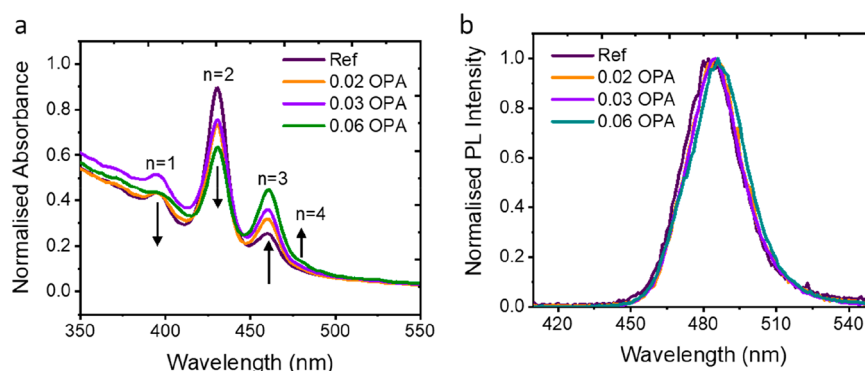 a
Normalised Absorbance
1.0
0.8
0.6
0.4
0.2
0.0
n=1
n=2
n=3
n=4
Ref
0.02 OPA
0.03 OPA
0.06 OPA
350
400
450
500
550
Wavelength (nm)
b
Normalised PL Intensity
1.0
0.8
0.6
0.4
0.2
0.0
Ref
0.02 OPA
0.03 OPA
0.06 OPA
420
450
480
510
540
Wavelength (nm)